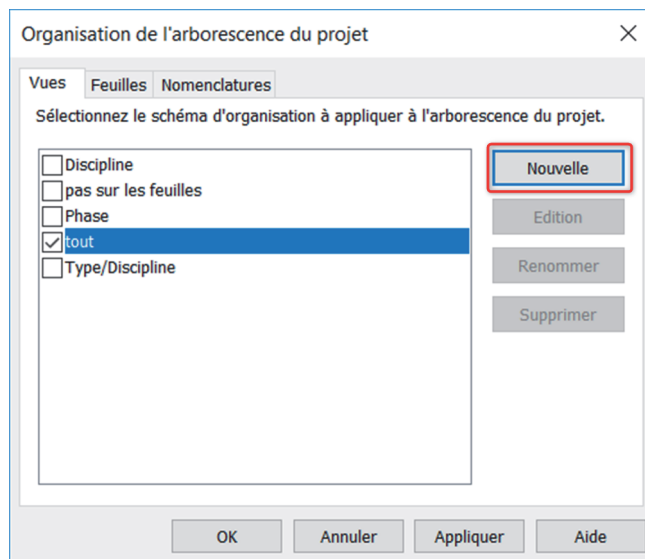 Organisation de l'arborescence du projet
Vues Feuilles Nomenclatures
Sélectionnez le schéma d'organisation à appliquer à l'arborescence du projet.
Discipline
pas sur les feuilles
Phase
tout
Type/Discipline
Nouvelle
Edition
Renommer
Supprimer
OK Annuler Appliquer Aide